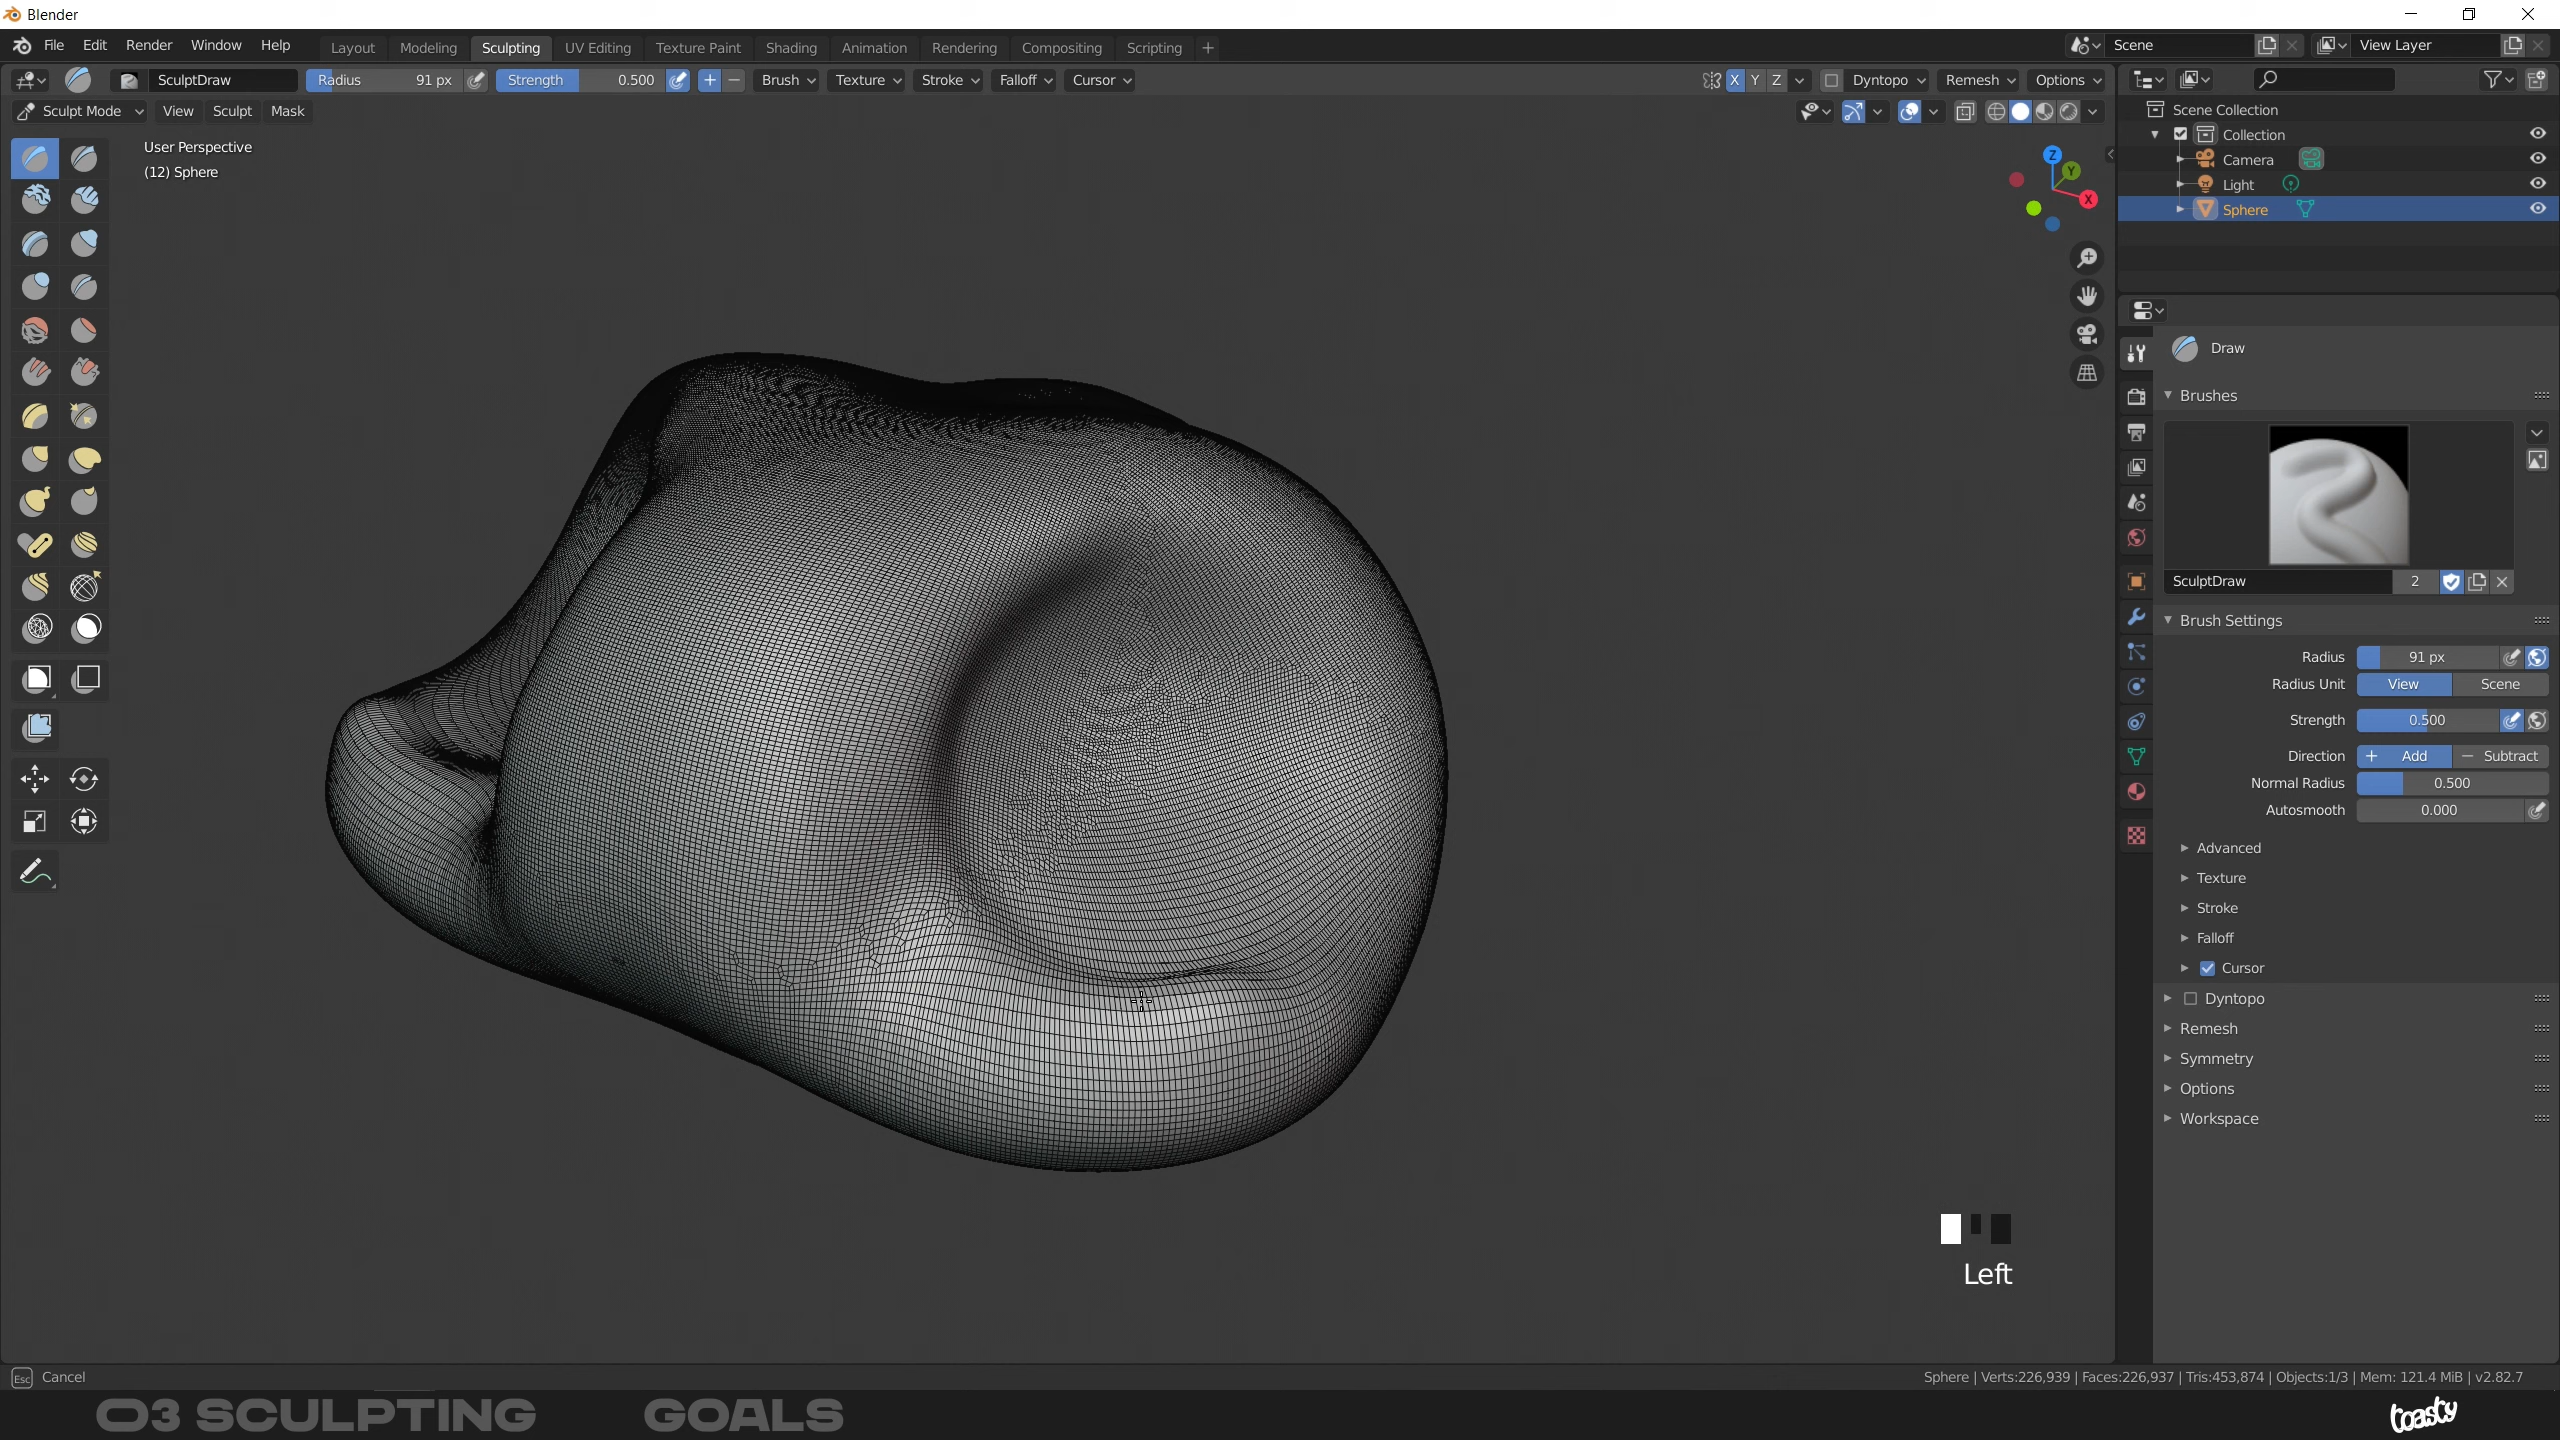 Blender
File Edit Render Window Help Layout Modeling Sculpting UV Editing Texture Paint Shading Animation Rendering Compositing Scripting + Scene View Layer
SculptDraw Radius 91 px Strength 0.500 + − Brush Texture Stroke Falloff Cursor X Y Z Dyntopo Remesh Options
Sculpt Mode View Sculpt Mask
User Perspective
(12) Sphere
Z
Y
X
Scene Collection
Collection
Camera
Light
Sphere
Draw
Brushes
SculptDraw 2
Brush Settings
Radius 91 px
Radius Unit View Scene
Strength 0.500
Direction + Add − Subtract
Normal Radius 0.500
Autosmooth 0.000
Advanced
Texture
Stroke
Falloff
Cursor
Dyntopo
Remesh
Symmetry
Options
Workspace
Left
Esc Cancel
Sphere | Verts:226,939 | Faces:226,937 | Tris:453,874 | Objects:1/3 | Mem: 121.4 MiB | v2.82.7
03 SCULPTING GOALS
toasty